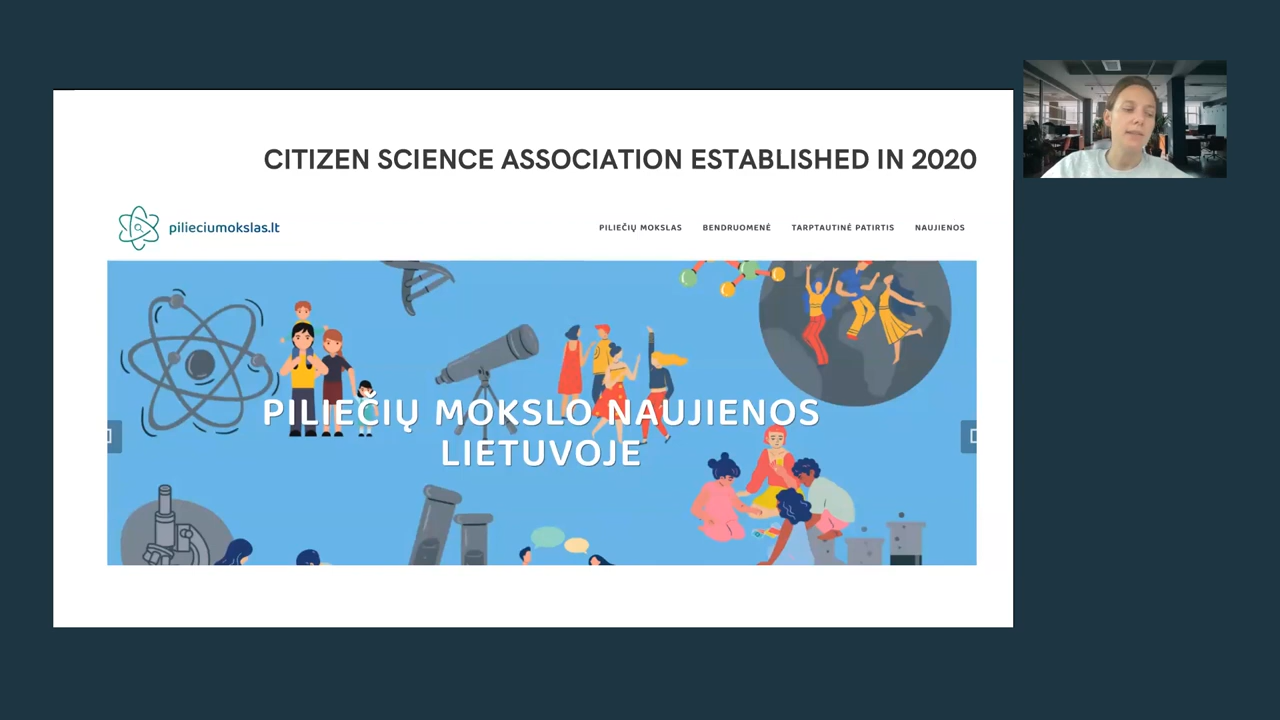 CITIZEN SCIENCE ASSOCIATION ESTABLISHED IN 2020
pilieciumokslas.lt
PILIEČIŲ MOKSLAS BENDRUOMENĖ TARPTAUTINĖ PATIRTIS NAUJIENOS
PILIEČIŲ MOKSLO NAUJIENOS
LIETUVOJE